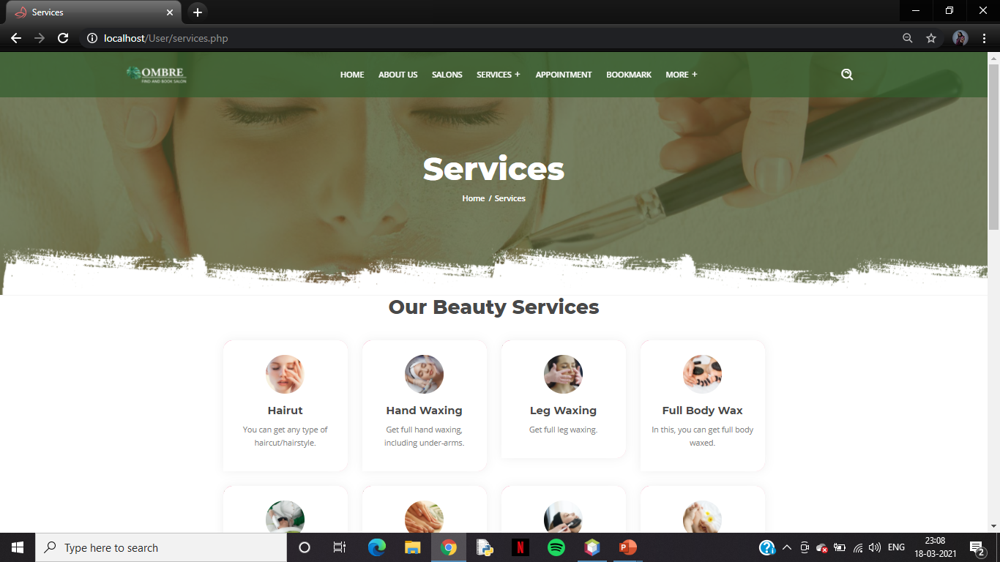 Services
localhost/User/services.php
OMBRE
FIND AND BOOK SALON
HOME ABOUT US SALONS SERVICES + APPOINTMENT BOOKMARK MORE +
Services
Home / Services
Our Beauty Services
Hairut
You can get any type of
haircut/hairstyle.
Hand Waxing
Get full hand waxing,
including under-arms.
Leg Waxing
Get full leg waxing.
Full Body Wax
In this, you can get full body
waxed.
Type here to search
ENG
23:08
18-03-2021
2